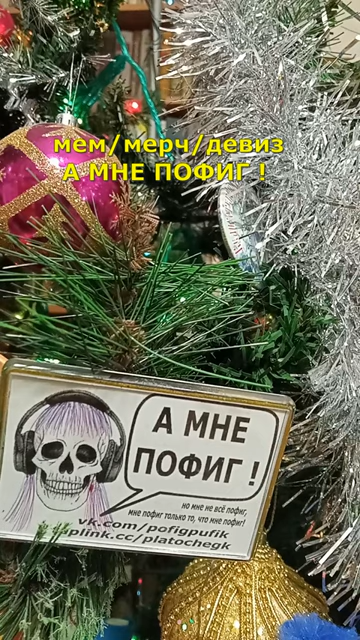 мем/мерч/девиз
А МНЕ ПОФИГ !
А МНЕ
ПОФИГ !
но мне не всё пофиг,
мне пофиг только то, что мне пофиг!
vk.com/pofigpufik
aplink.cc/platochegk